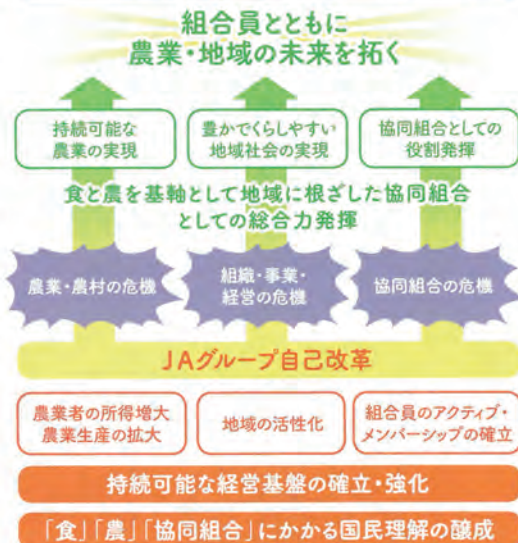 組合員とともに
農業・地域の未来を拓く
持続可能な
農業の実現
豊かでくらしやすい
地域社会の実現
協同組合としての
役割発揮
食と農を基軸として地域に根ざした協同組合
としての総合力発揮
農業・農村の危機
組織・事業・
経営の危機
協同組合の危機
JAグループ自己改革
農業者の所得増大
農業生産の拡大
地域の活性化
組合員のアクティブ・
メンバーシップの確立
持続可能な経営基盤の確立・強化
「食」「農」「協同組合」にかかる国民理解の醸成